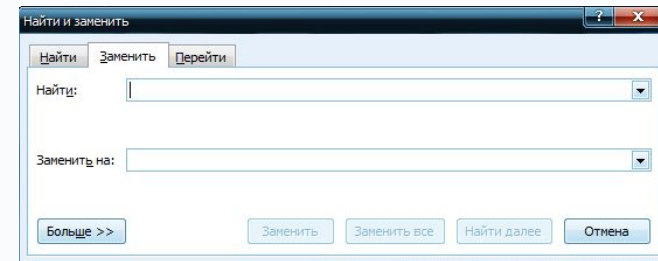 Найти и заменить ? X
Найти Заменить Перейти
Найти:
Заменить на:
Больше >> Заменить Заменить все Найти далее Отмена